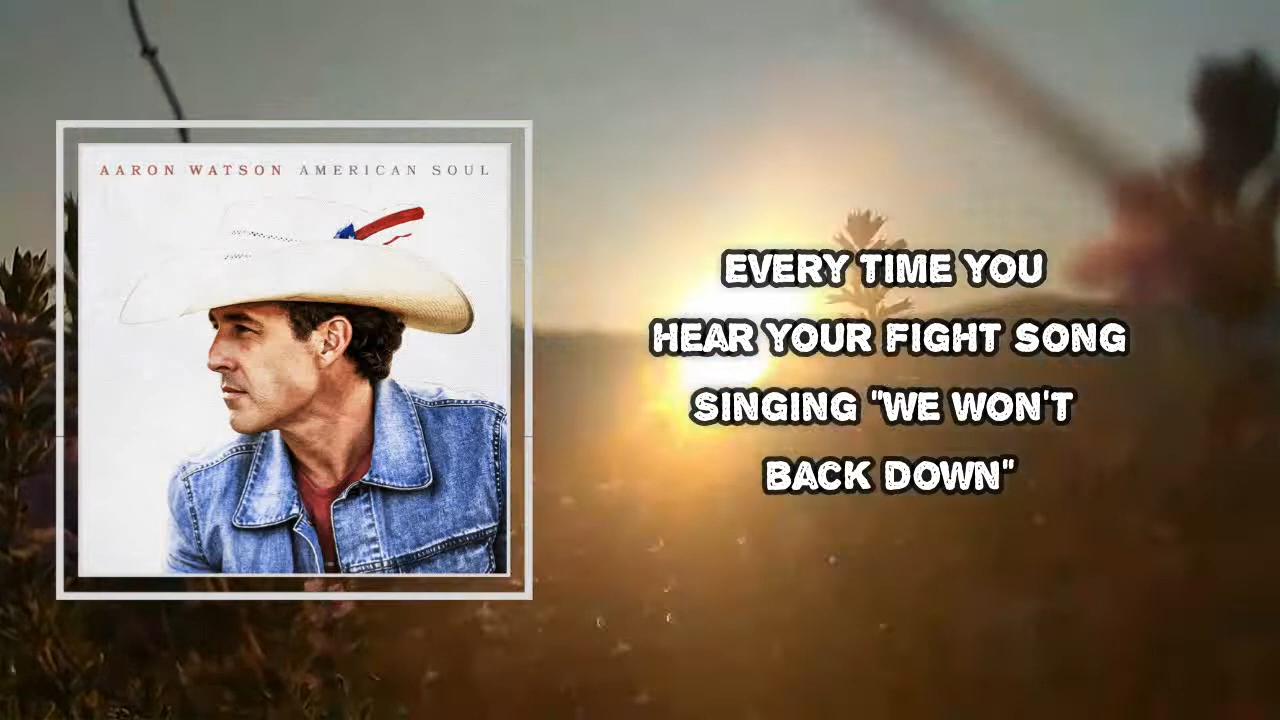 AARON WATSON AMERICAN SOUL
EVERY TIME YOU
HEAR YOUR FIGHT SONG
SINGING "WE WON'T
BACK DOWN"